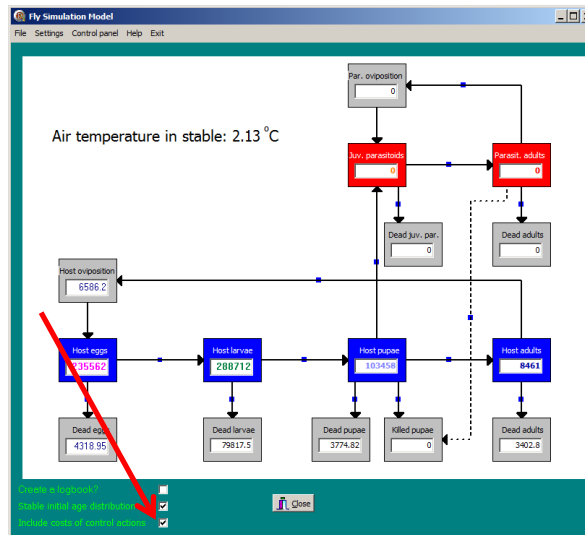 Fly Simulation Model
File Settings Control panel Help Exit
Par. oviposition
0
Air temperature in stable: 2.13 °C
Juv. parasitoids
0
Parasit. adults
0
Dead juv. par.
0
Dead adults
0
Host oviposition
6586.2
Host eggs
235562
Host larvae
288712
Host pupae
103458
Host adults
8461
Dead eggs
4318.95
Dead larvae
79817.5
Dead pupae
3774.82
Killed pupae
0
Dead adults
3402.8
Create a logbook?
Stable initial age distribution
Include costs of control actions
Close